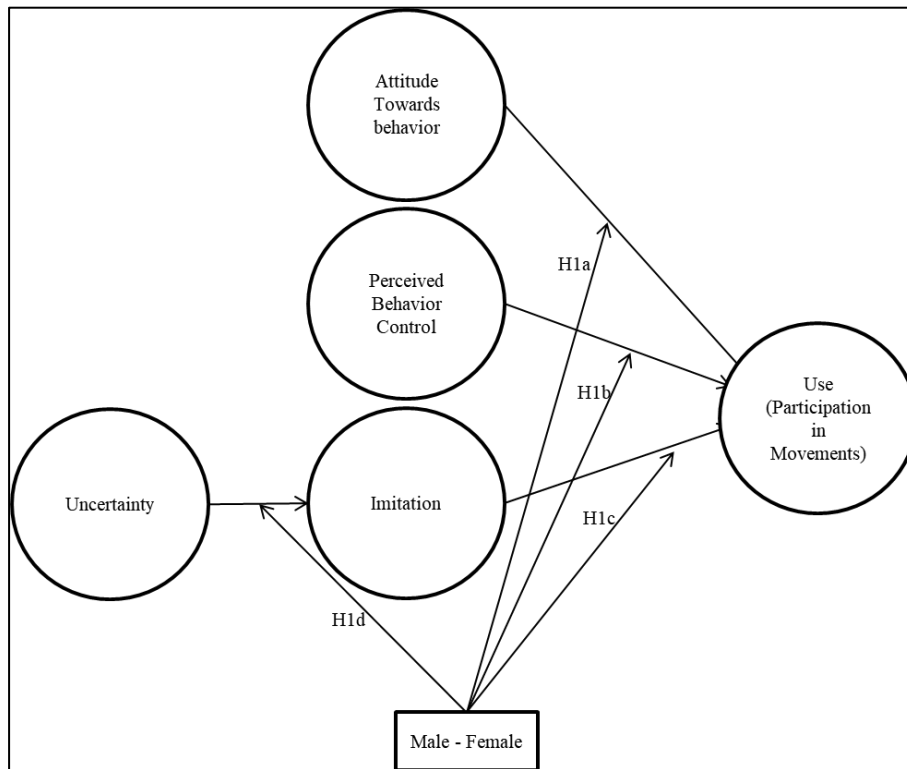 Attitude
Towards
behavior
H1a
Perceived
Behavior
Control
H1b
Use
(Participation
in
Movements)
Uncertainty
Imitation
H1c
H1d
Male - Female